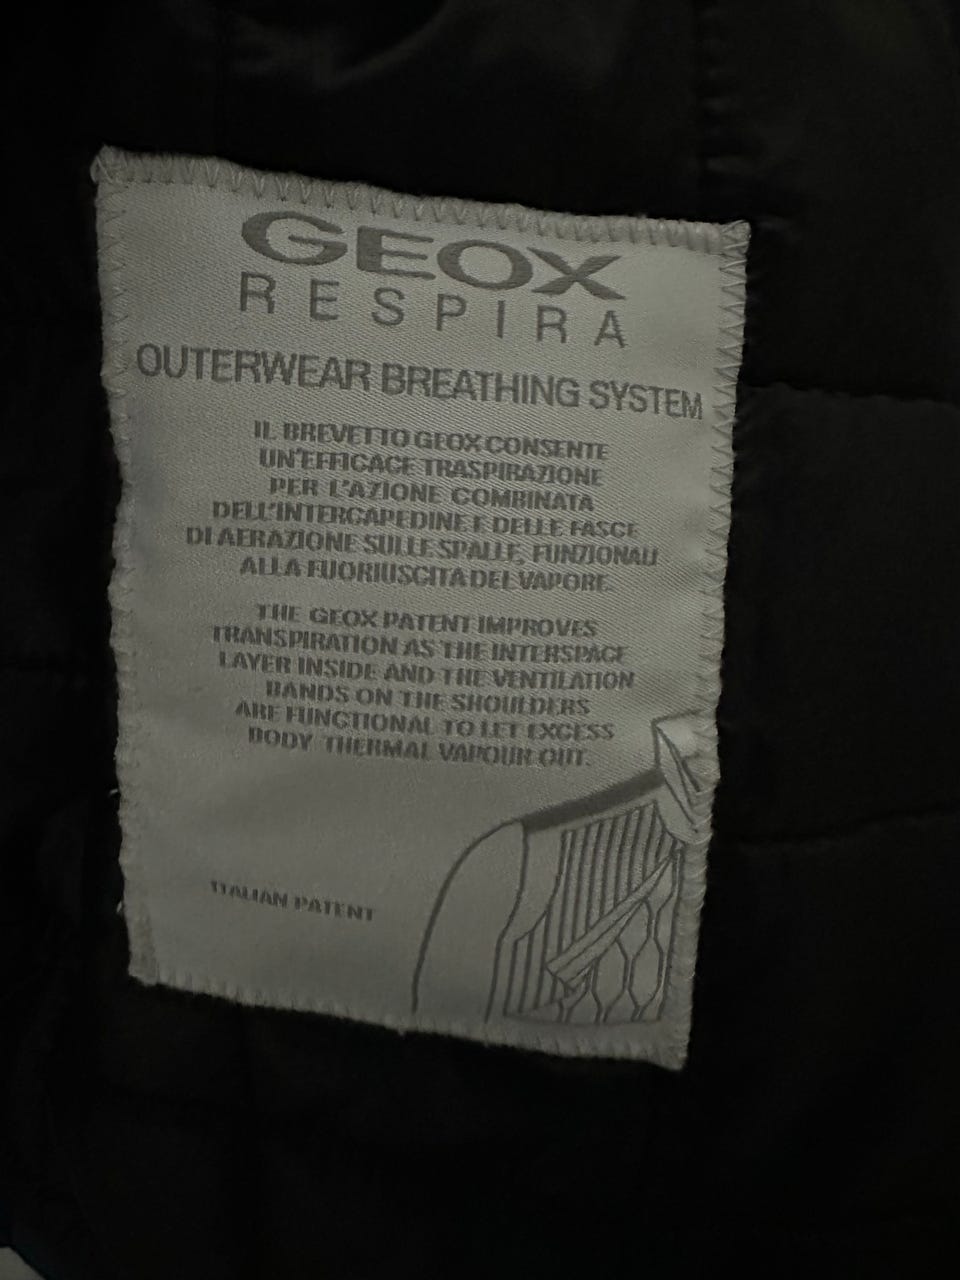 GEOX
RESPIRA
OUTERWEAR BREATHING SYSTEM
IL BREVETTO GEOX CONSENTE
UN'EFFICACE TRASPIRAZIONE
PER L'AZIONE COMBINATA
DELL'INTERCAPEDINE E DELLE FASCE
DI AERAZIONE SULLE SPALLE, FUNZIONALI
ALLA FUORIUSCITA DEL VAPORE.
THE GEOX PATENT IMPROVES
TRANSPIRATION AS THE INTERSPACE
LAYER INSIDE AND THE VENTILATION
BANDS ON THE SHOULDERS
ARE FUNCTIONAL TO LET EXCESS
BODY THERMAL VAPOUR OUT.
ITALIAN PATENT